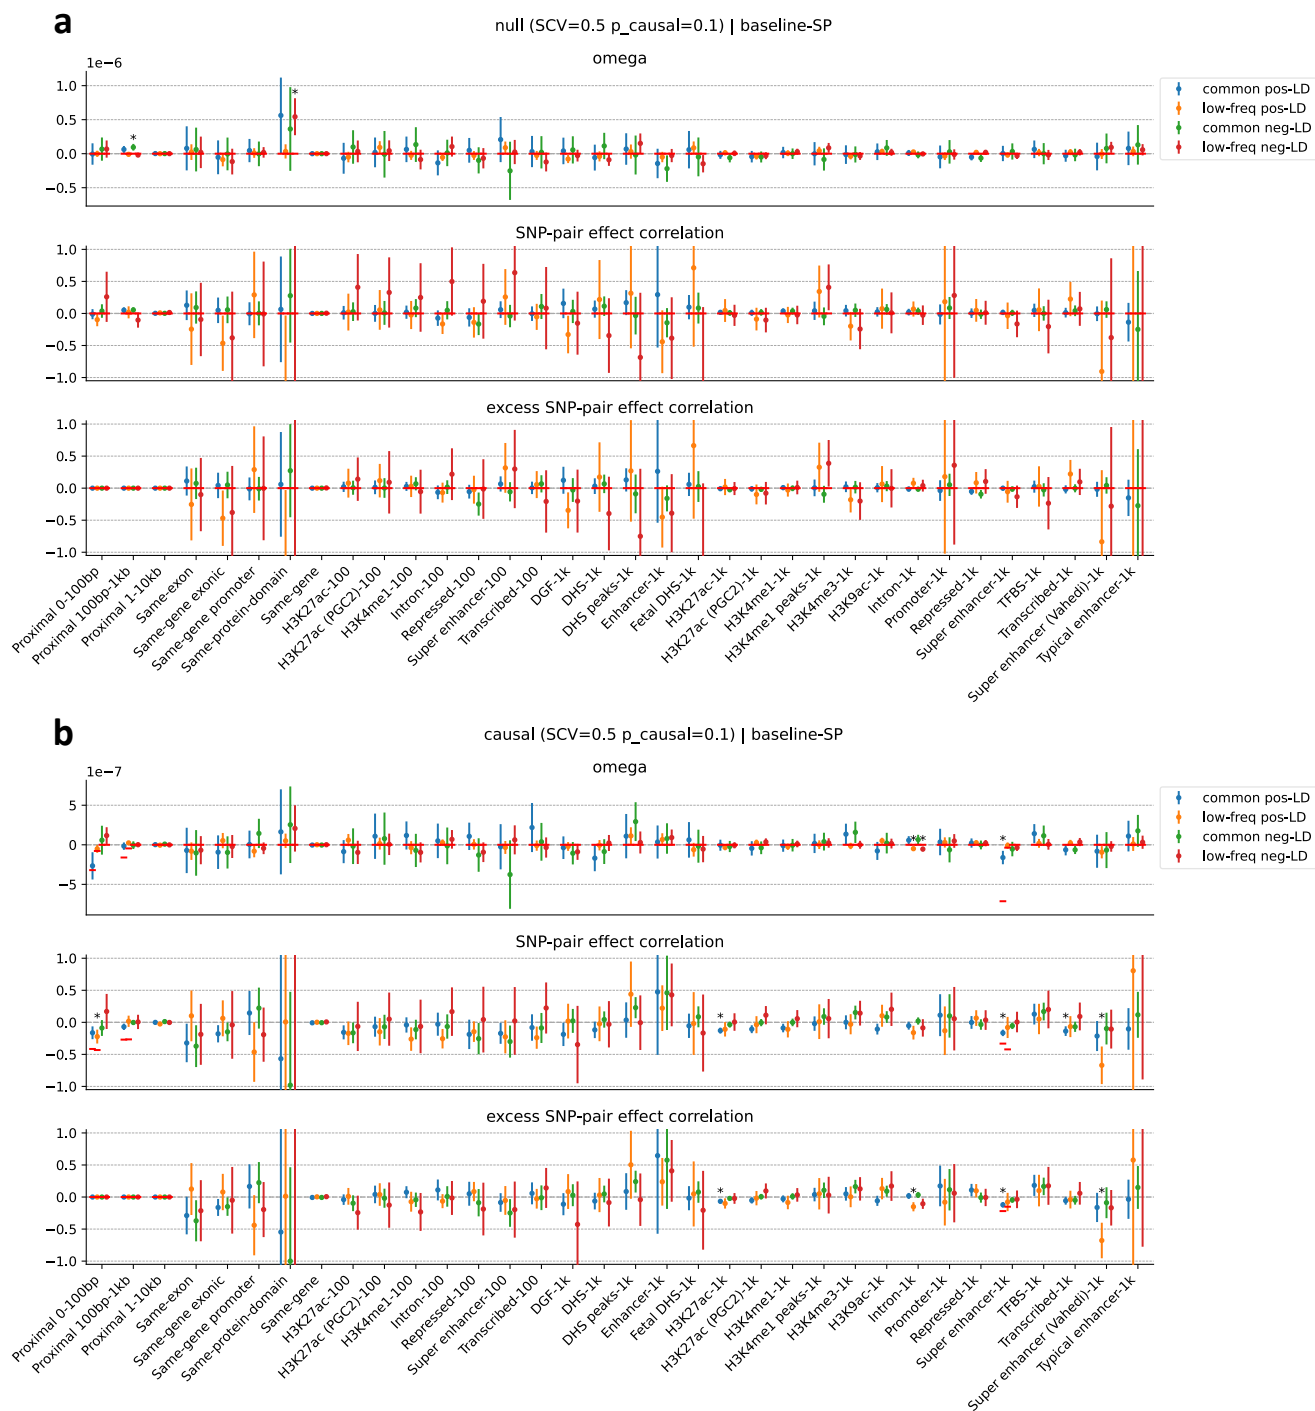 a
null (SCV=0.5 p_causal=0.1) | baseline-SP
omega
1e−6
1.0
0.5
0.0
−0.5
*
*
common pos-LD
low-freq pos-LD
common neg-LD
low-freq neg-LD
SNP-pair effect correlation
1.0
0.5
0.0
−0.5
−1.0
excess SNP-pair effect correlation
1.0
0.5
0.0
−0.5
−1.0
Proximal 0-100bp
Proximal 100bp-1kb
Proximal 1-10kb
Same-exon
Same-gene exonic
Same-gene promoter
Same-protein-domain
Same-gene
H3K27ac-100
H3K27ac (PGC2)-100
H3K4me1-100
Intron-100
Repressed-100
Super enhancer-100
Transcribed-100
DGF-1k
DHS-1k
DHS peaks-1k
Enhancer-1k
Fetal DHS-1k
H3K27ac-1k
H3K27ac (PGC2)-1k
H3K4me1-1k
H3K4me1 peaks-1k
H3K4me3-1k
H3K9ac-1k
Intron-1k
Promoter-1k
Repressed-1k
Super enhancer-1k
TFBS-1k
Transcribed-1k
Super enhancer (Vahedi)-1k
Typical enhancer-1k
b
causal (SCV=0.5 p_causal=0.1) | baseline-SP
omega
1e−7
5
0
−5
* * *
*
common pos-LD
low-freq pos-LD
common neg-LD
low-freq neg-LD
SNP-pair effect correlation
1.0
0.5
0.0
−0.5
−1.0
* * * * *
excess SNP-pair effect correlation
1.0
0.5
0.0
−0.5
−1.0
* * * *
Proximal 0-100bp
Proximal 100bp-1kb
Proximal 1-10kb
Same-exon
Same-gene exonic
Same-gene promoter
Same-protein-domain
Same-gene
H3K27ac-100
H3K27ac (PGC2)-100
H3K4me1-100
Intron-100
Repressed-100
Super enhancer-100
Transcribed-100
DGF-1k
DHS-1k
DHS peaks-1k
Enhancer-1k
Fetal DHS-1k
H3K27ac-1k
H3K27ac (PGC2)-1k
H3K4me1-1k
H3K4me1 peaks-1k
H3K4me3-1k
H3K9ac-1k
Intron-1k
Promoter-1k
Repressed-1k
Super enhancer-1k
TFBS-1k
Transcribed-1k
Super enhancer (Vahedi)-1k
Typical enhancer-1k